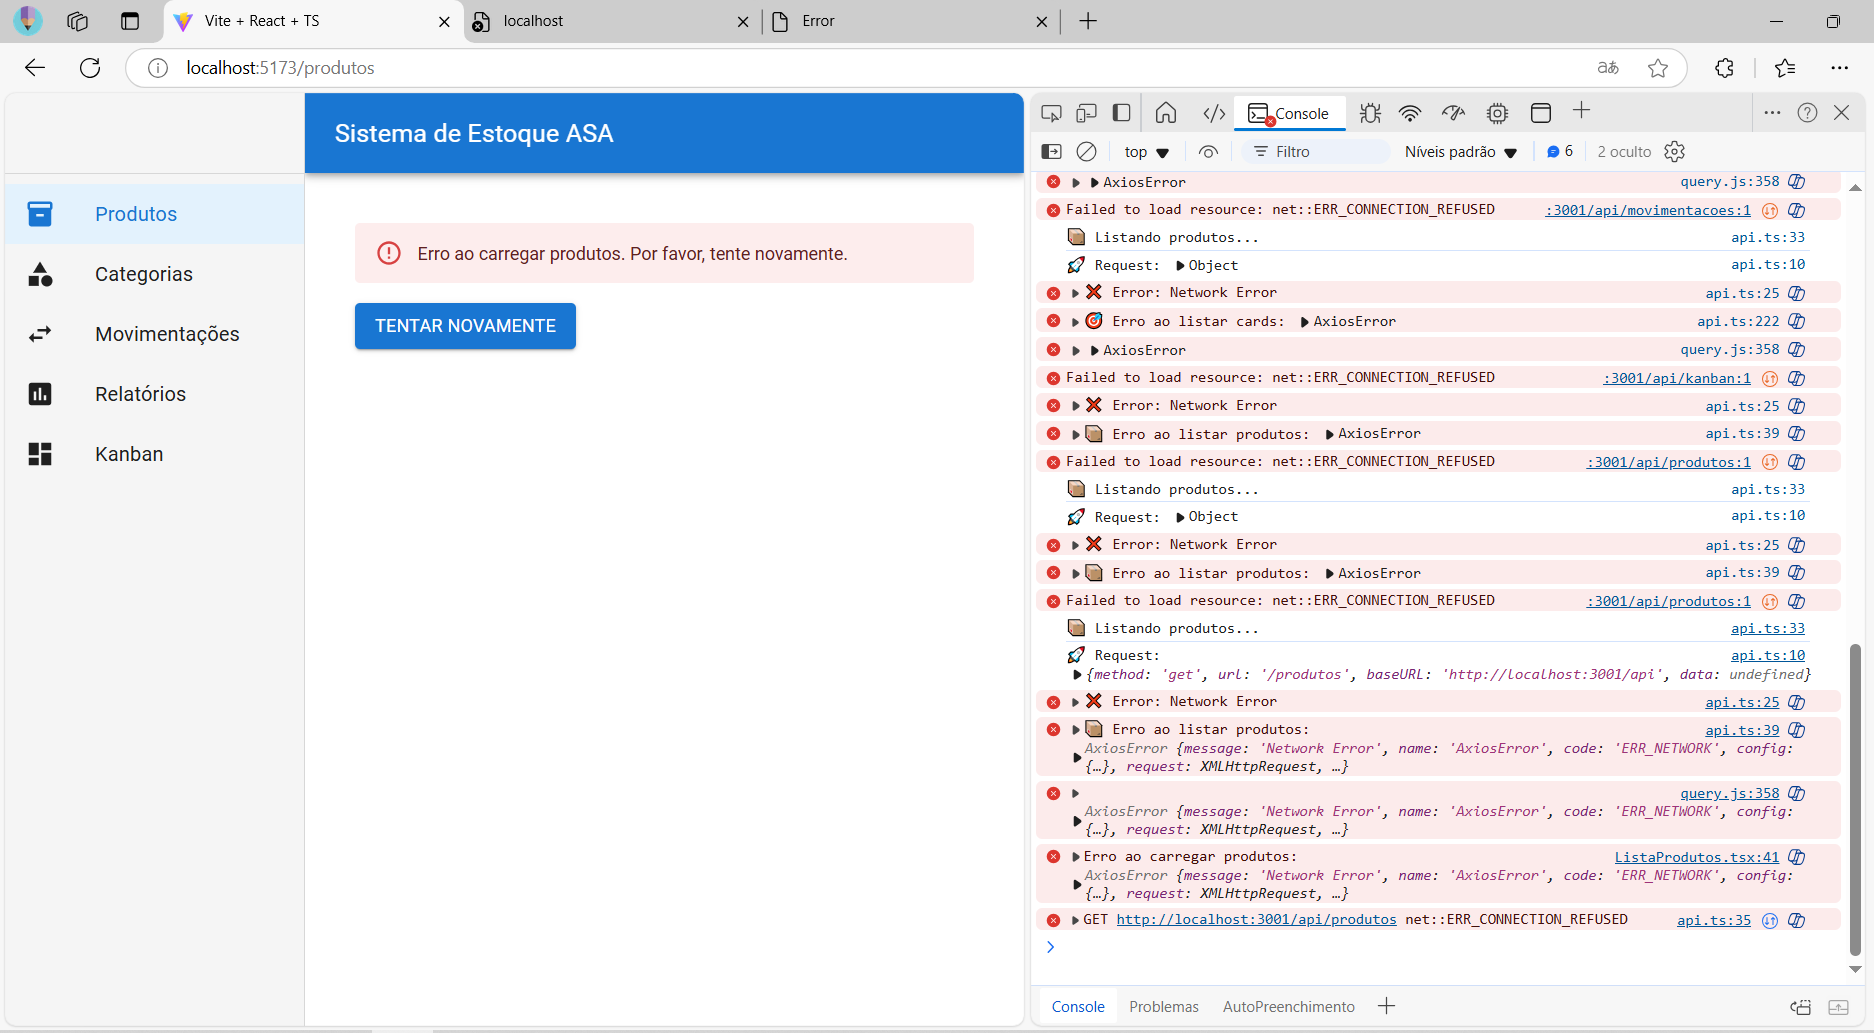 Vite + React + TS
localhost
Error
localhost:5173/produtos
aあ
Sistema de Estoque ASA
Produtos
Categorias
Movimentações
Relatórios
Kanban
Erro ao carregar produtos. Por favor, tente novamente.
TENTAR NOVAMENTE
Console
top
Filtro
Níveis padrão
6
2 oculto
AxiosError query.js:358
Failed to load resource: net::ERR_CONNECTION_REFUSED :3001/api/movimentacoes:1
Listando produtos... api.ts:33
Request: Object api.ts:10
Error: Network Error api.ts:25
Erro ao listar cards: AxiosError api.ts:222
AxiosError query.js:358
Failed to load resource: net::ERR_CONNECTION_REFUSED :3001/api/kanban:1
Error: Network Error api.ts:25
Erro ao listar produtos: AxiosError api.ts:39
Failed to load resource: net::ERR_CONNECTION_REFUSED :3001/api/produtos:1
Listando produtos... api.ts:33
Request: Object api.ts:10
Error: Network Error api.ts:25
Erro ao listar produtos: AxiosError api.ts:39
Failed to load resource: net::ERR_CONNECTION_REFUSED :3001/api/produtos:1
Listando produtos... api.ts:33
Request: api.ts:10
{method: 'get', url: '/produtos', baseURL: 'http://localhost:3001/api', data: undefined}
Error: Network Error api.ts:25
Erro ao listar produtos: api.ts:39
AxiosError {message: 'Network Error', name: 'AxiosError', code: 'ERR_NETWORK', config:
{…}, request: XMLHttpRequest, …}
query.js:358
AxiosError {message: 'Network Error', name: 'AxiosError', code: 'ERR_NETWORK', config:
{…}, request: XMLHttpRequest, …}
Erro ao carregar produtos: ListaProdutos.tsx:41
AxiosError {message: 'Network Error', name: 'AxiosError', code: 'ERR_NETWORK', config:
{…}, request: XMLHttpRequest, …}
GET http://localhost:3001/api/produtos net::ERR_CONNECTION_REFUSED api.ts:35
Console
Problemas
AutoPreenchimento